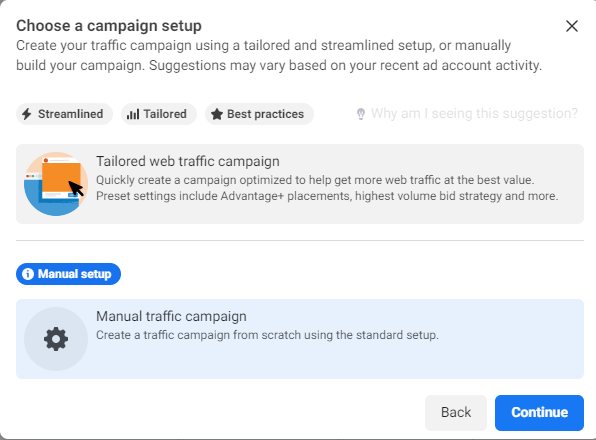 Choose a campaign setup
Create your traffic campaign using a tailored and streamlined setup, or manually
build your campaign. Suggestions may vary based on your recent ad account activity.
Streamlined Tailored Best practices Why am I seeing this suggestion?
Tailored web traffic campaign
Quickly create a campaign optimized to help get more web traffic at the best value.
Preset settings include Advantage+ placements, highest volume bid strategy and more.
Manual setup
Manual traffic campaign
Create a traffic campaign from scratch using the standard setup.
Back Continue